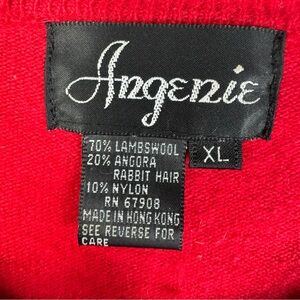 Angenie
XL
70% LAMBSWOOL
20% ANGORA
RABBIT HAIR
10% NYLON
RN 67908
MADE IN HONG KONG
SEE REVERSE FOR
CARE